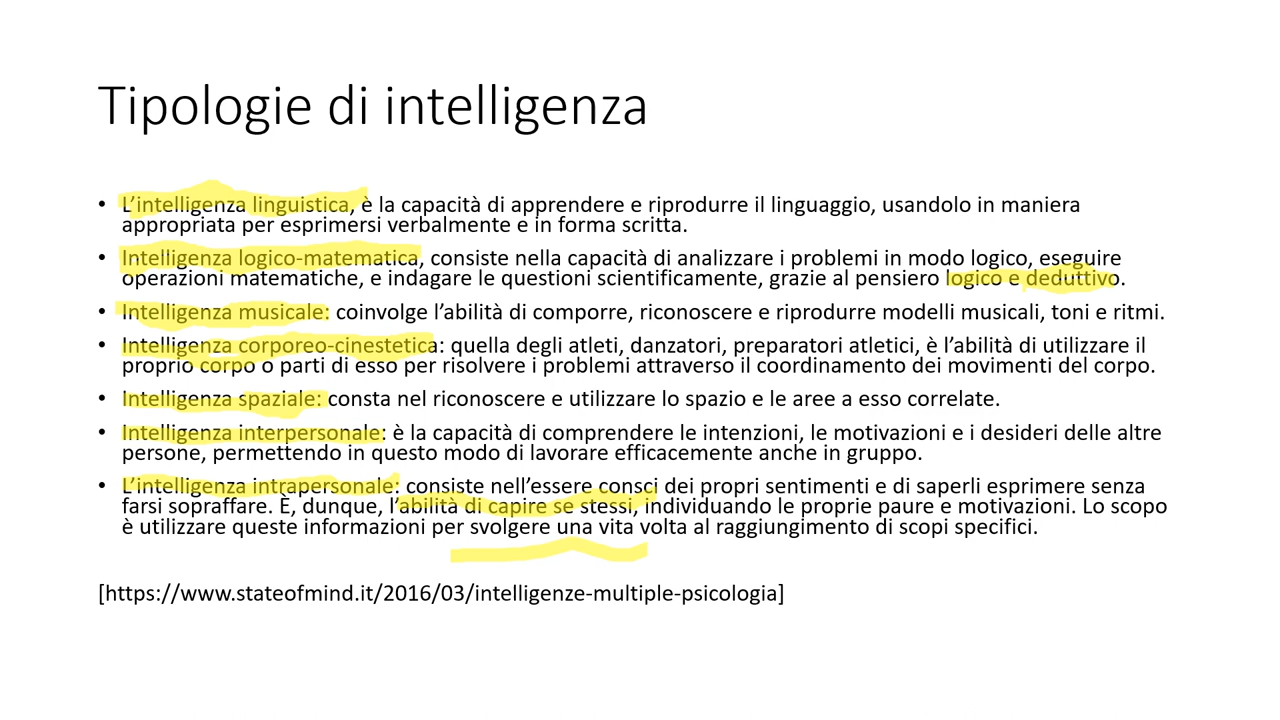 Tipologie di intelligenza
• L’intelligenza linguistica, è la capacità di apprendere e riprodurre il linguaggio, usandolo in maniera
appropriata per esprimersi verbalmente e in forma scritta.
• Intelligenza logico-matematica, consiste nella capacità di analizzare i problemi in modo logico, eseguire
operazioni matematiche, e indagare le questioni scientificamente, grazie al pensiero logico e deduttivo.
• Intelligenza musicale: coinvolge l’abilità di comporre, riconoscere e riprodurre modelli musicali, toni e ritmi.
• Intelligenza corporeo-cinestetica: quella degli atleti, danzatori, preparatori atletici, è l’abilità di utilizzare il
proprio corpo o parti di esso per risolvere i problemi attraverso il coordinamento dei movimenti del corpo.
• Intelligenza spaziale: consta nel riconoscere e utilizzare lo spazio e le aree a esso correlate.
• Intelligenza interpersonale: è la capacità di comprendere le intenzioni, le motivazioni e i desideri delle altre
persone, permettendo in questo modo di lavorare efficacemente anche in gruppo.
• L’intelligenza intrapersonale: consiste nell’essere consci dei propri sentimenti e di saperli esprimere senza
farsi sopraffare. È, dunque, l’abilità di capire se stessi, individuando le proprie paure e motivazioni. Lo scopo
è utilizzare queste informazioni per svolgere una vita volta al raggiungimento di scopi specifici.
[https://www.stateofmind.it/2016/03/intelligenze-multiple-psicologia]